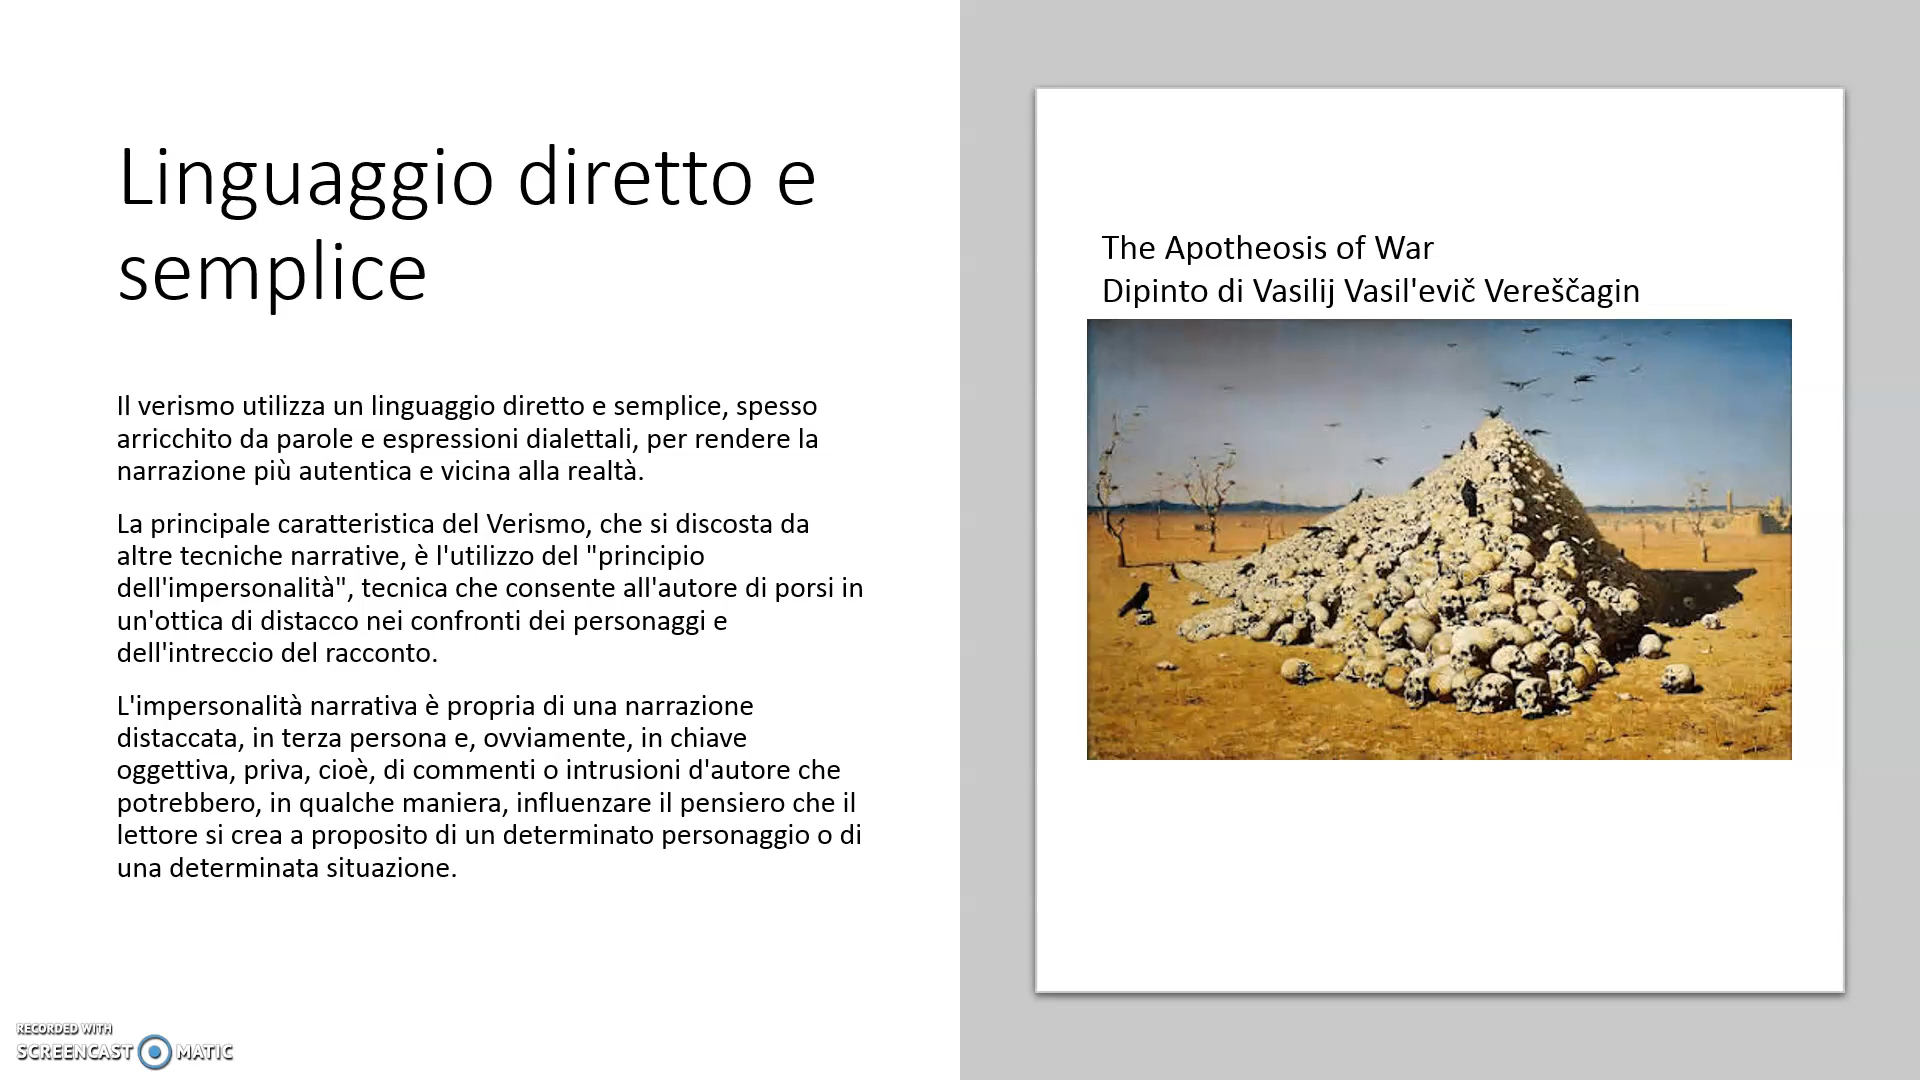 Linguaggio diretto e
semplice
Il verismo utilizza un linguaggio diretto e semplice, spesso
arricchito da parole e espressioni dialettali, per rendere la
narrazione più autentica e vicina alla realtà.
La principale caratteristica del Verismo, che si discosta da
altre tecniche narrative, è l'utilizzo del "principio
dell'impersonalità", tecnica che consente all'autore di porsi in
un'ottica di distacco nei confronti dei personaggi e
dell'intreccio del racconto.
L'impersonalità narrativa è propria di una narrazione
distaccata, in terza persona e, ovviamente, in chiave
oggettiva, priva, cioè, di commenti o intrusioni d'autore che
potrebbero, in qualche maniera, influenzare il pensiero che il
lettore si crea a proposito di un determinato personaggio o di
una determinata situazione.
The Apotheosis of War
Dipinto di Vasilij Vasil'evič Vereščagin
RECORDED WITH
SCREENCAST MATIC